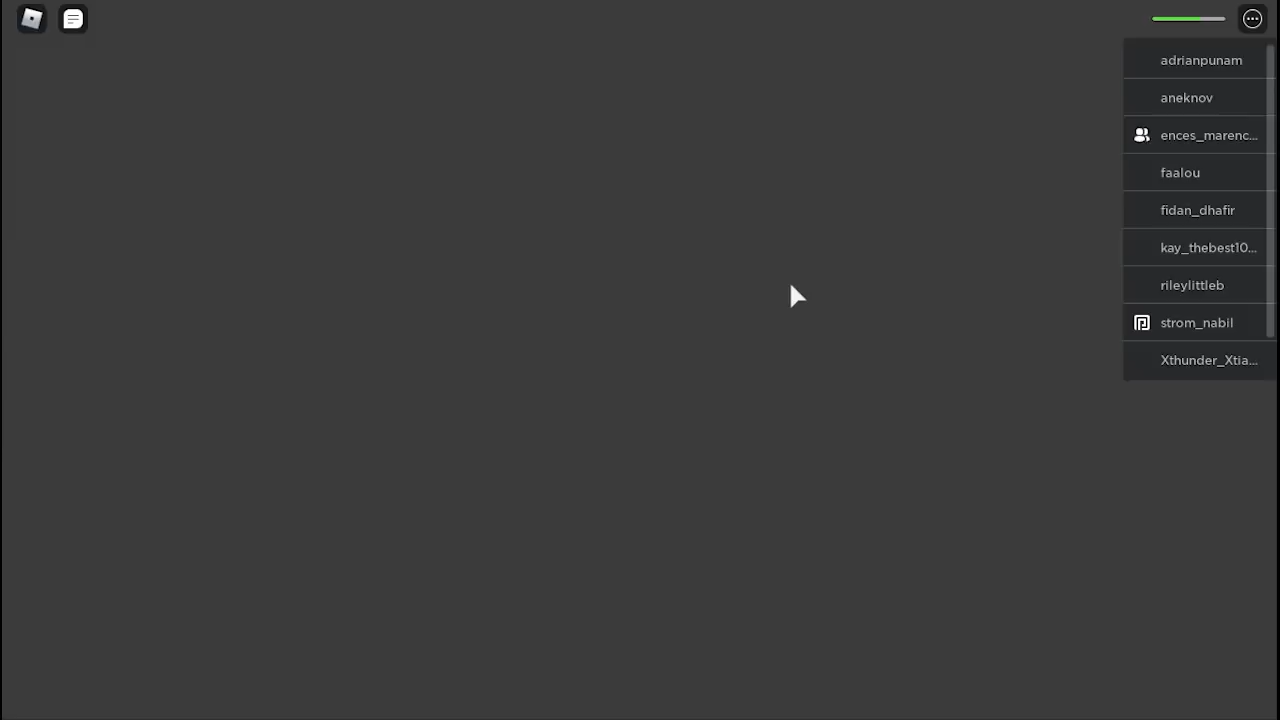 adrianpunam
aneknov
ences_marenc...
faalou
fidan_dhafir
kay_thebest10...
rileylittleb
strom_nabil
Xthunder_Xtia...